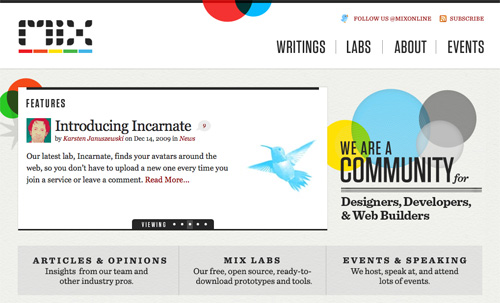 MIX
FOLLOW US @MIXONLINE
SUBSCRIBE
WRITINGS
LABS
ABOUT
EVENTS
FEATURES
Introducing Incarnate
9
by Karsten Januszewski on Dec 14, 2009 in News
Our latest lab, Incarnate, finds your avatars around the
web, so you don't have to upload a new one every time you
join a service or leave a comment. Read More...
VIEWING
WE ARE A
COMMUNITY for
Designers, Developers,
& Web Builders
ARTICLES & OPINIONS
Insights from our team and
other industry pros.
MIX LABS
Our free, open source, ready-to-
download prototypes and tools.
EVENTS & SPEAKING
We host, speak at, and attend
lots of events.